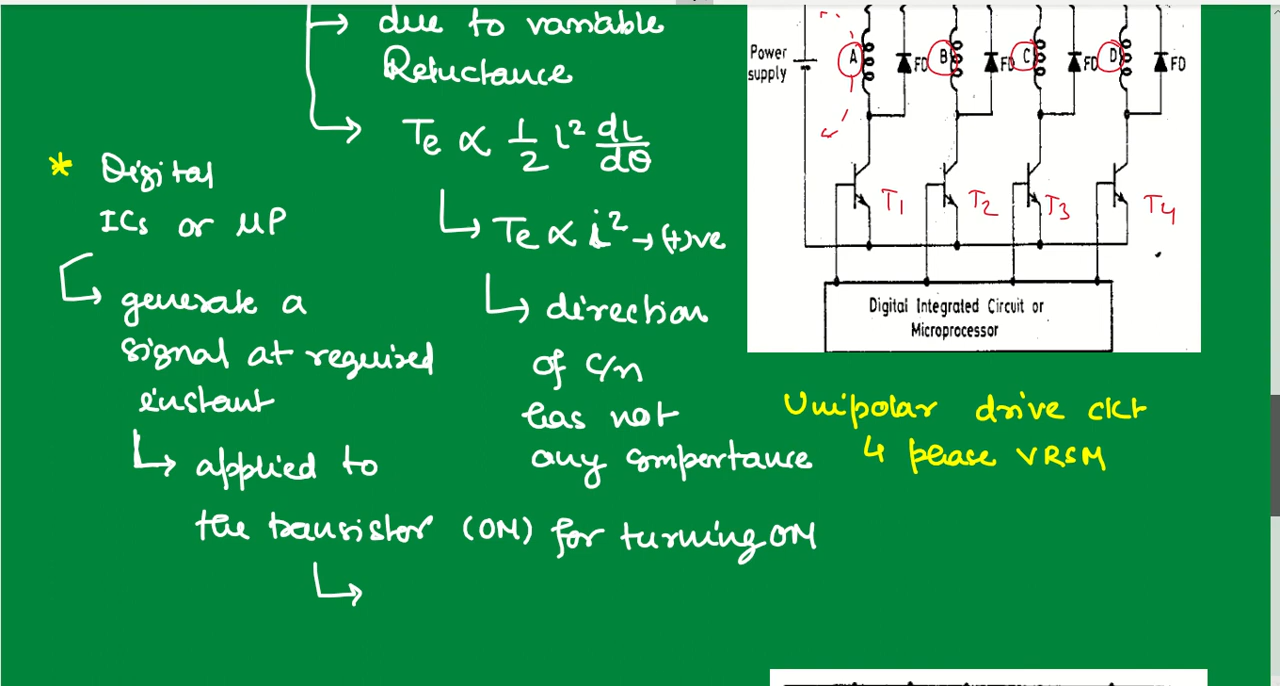 due to variable
Reluctance
Te ∝ 1/2 i² dL/dθ
Te ∝ i² → (+)ve
direction
of c/n
has not
any importance
* Digital
ICs or μP
generate a
signal at required
instant
applied to
the transistor (ON) for turning ON
Power
supply
A
FD
B
FD
C
FD
D
FD
T1
T2
T3
T4
Digital Integrated Circuit or
Microprocessor
Unipolar drive ckt
4 phase VRSM